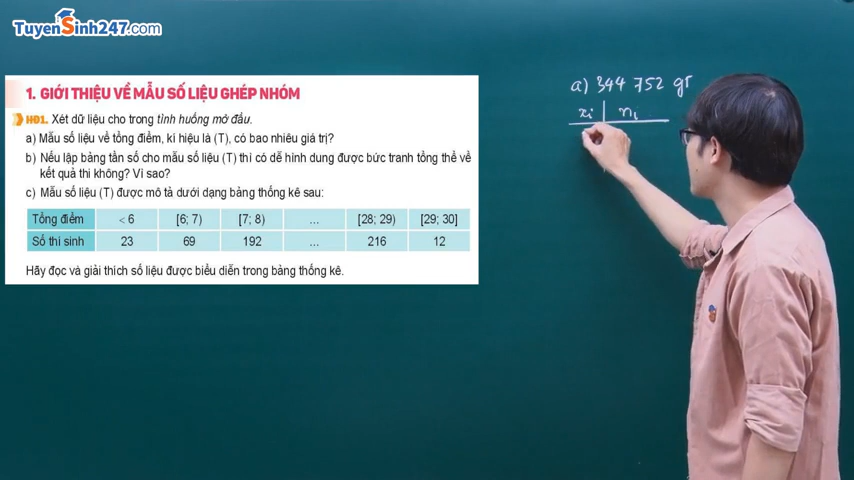 TuyenSinh247.com
1. GIỚI THIỆU VỀ MẪU SỐ LIỆU GHÉP NHÓM
HĐ1. Xét dữ liệu cho trong tình huống mở đầu.
a) Mẫu số liệu về tổng điểm, kí hiệu là (T), có bao nhiêu giá trị?
b) Nếu lập bảng tần số cho mẫu số liệu (T) thì có dễ hình dung được bức tranh tổng thể về
kết quả thi không? Vì sao?
c) Mẫu số liệu (T) được mô tả dưới dạng bảng thống kê sau:
Tổng điểm < 6 [6; 7) [7; 8) ... [28; 29) [29; 30]
Số thí sinh 23 69 192 ... 216 12
Hãy đọc và giải thích số liệu được biểu diễn trong bảng thống kê.
a) 344 752 gr
xi | ni